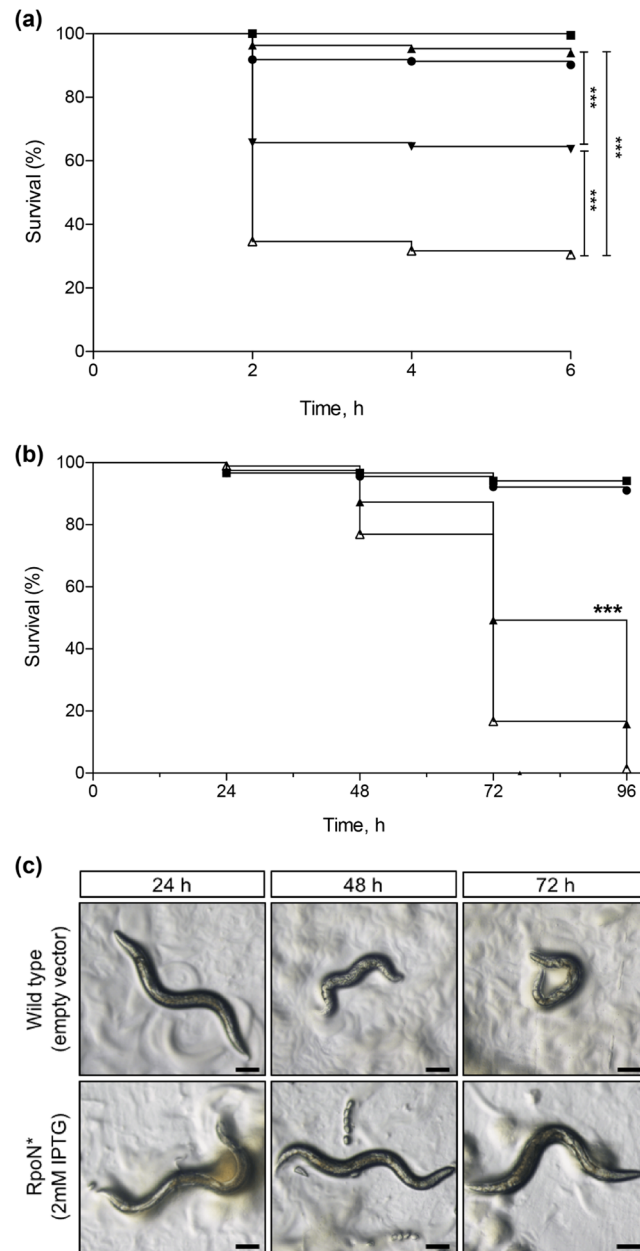 (a)
100
80
60
40
20
0
Survival (%)
0 2 4 6
Time, h
***
***
***
(b)
100
80
60
40
20
0
Survival (%)
***
0 24 48 72 96
Time, h
(c)
24 h 48 h 72 h
Wild type
(empty vector)
RpoN*
(2mM IPTG)